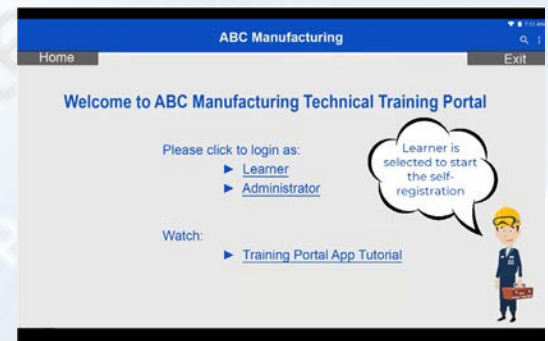 ABC Manufacturing
Home
Exit
Welcome to ABC Manufacturing Technical Training Portal
Please click to login as:
► Learner
► Administrator
Learner is
selected to start
the self-
registration
Watch:
► Training Portal App Tutorial